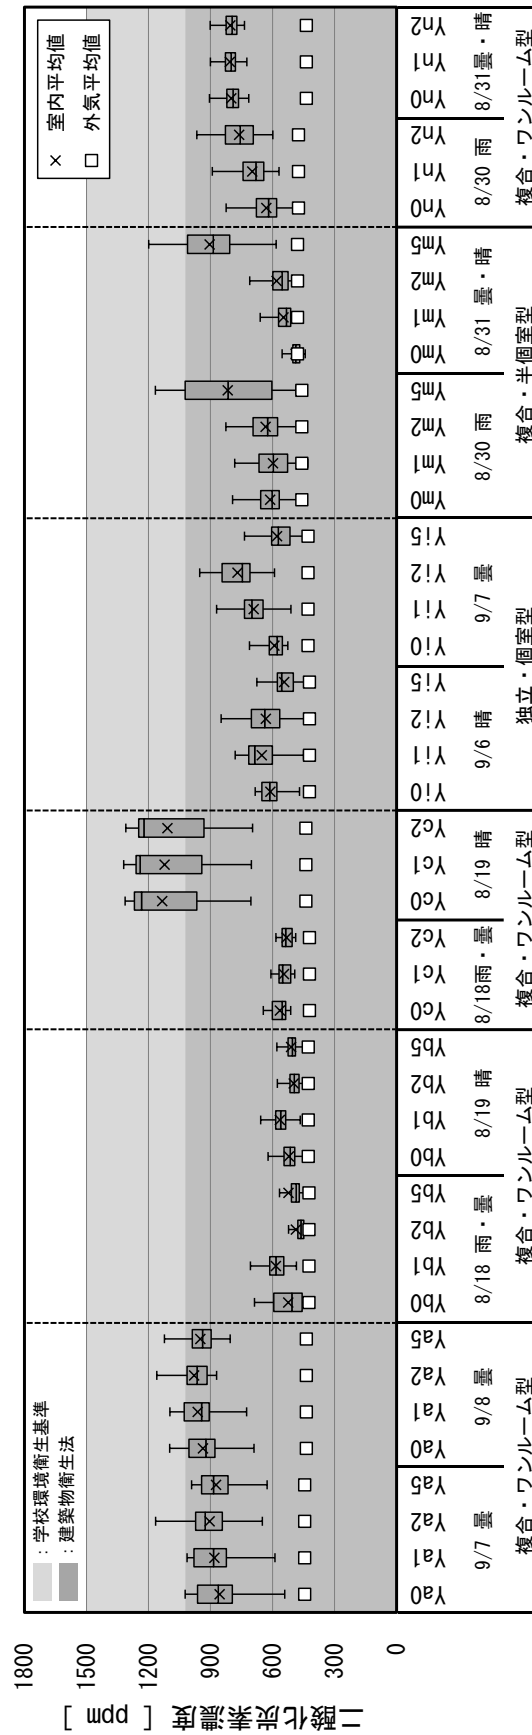 二酸化炭素濃度 [ ppm ]
1800
1500
1200
900
600
300
0
: 学校環境衛生基準
: 建築物衛生法
× 室内平均値
□ 外気平均値
Ya0 Ya1 Ya2 Ya5 Ya0 Ya1 Ya2 Ya5 Yb0 Yb1 Yb2 Yb5 Yb0 Yb1 Yb2 Yb5 Yc0 Yc1 Yc2 Yc0 Yc1 Yc2 Yi0 Yi1 Yi2 Yi5 Yi0 Yi1 Yi2 Yi5 Ym0 Ym1 Ym2 Ym5 Ym0 Ym1 Ym2 Ym5 Yn0 Yn1 Yn2 Yn0 Yn1 Yn2
9/7 曇 9/8 曇 8/18 雨・曇 8/19 晴 8/18雨・曇 8/19 晴 9/6 晴 9/7 曇 8/30 雨 8/31 曇・晴 8/30 雨 8/31曇・晴
複合・ワンルーム型 複合・ワンルーム型 複合・ワンルーム型 独立・個室型 複合・半個室型 複合・ワンルーム型